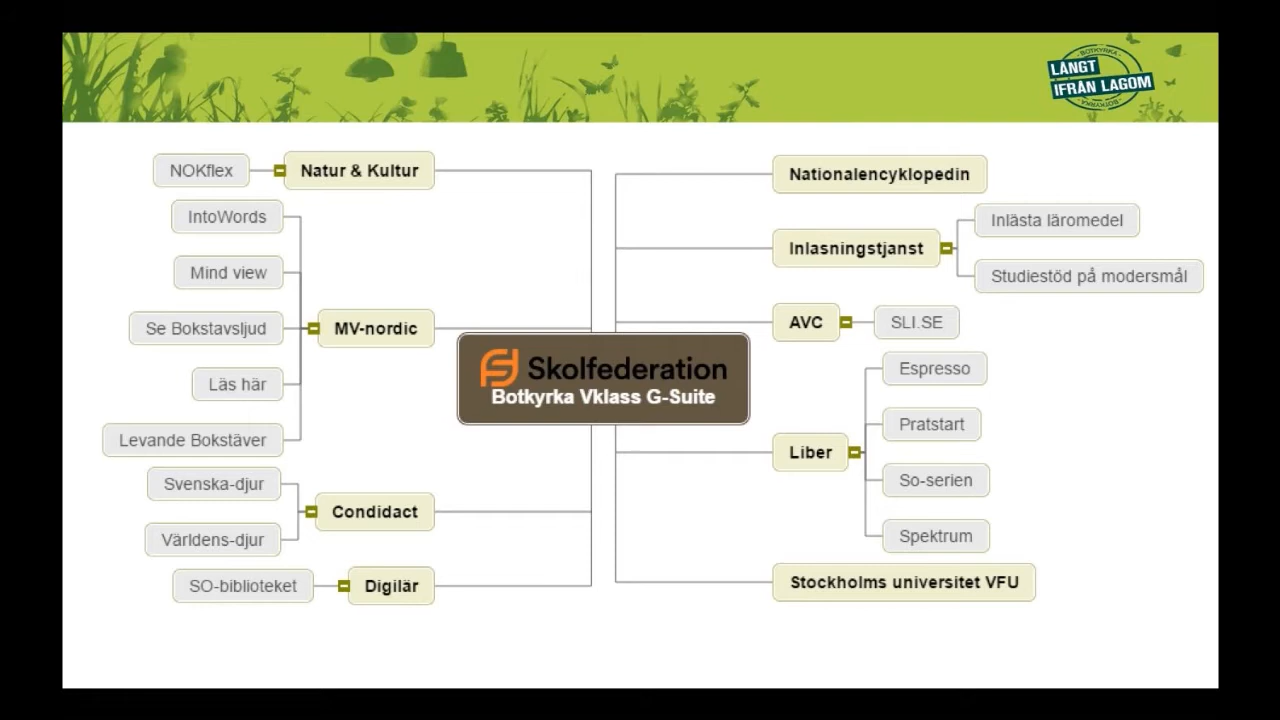 BOTKYRKA
LÅNGT
IFRÅN LAGOM
BOTKYRKA
NOKflex
Natur & Kultur
IntoWords
Mind view
Se Bokstavsljud
MV-nordic
Läs här
Levande Bokstäver
Svenska-djur
Condidact
Världens-djur
SO-biblioteket
Digilär
Skolfederation
Botkyrka Vklass G-Suite
Nationalencyklopedin
Inlasningstjanst
Inlästa läromedel
Studiestöd på modersmål
AVC
SLI.SE
Liber
Espresso
Pratstart
So-serien
Spektrum
Stockholms universitet VFU